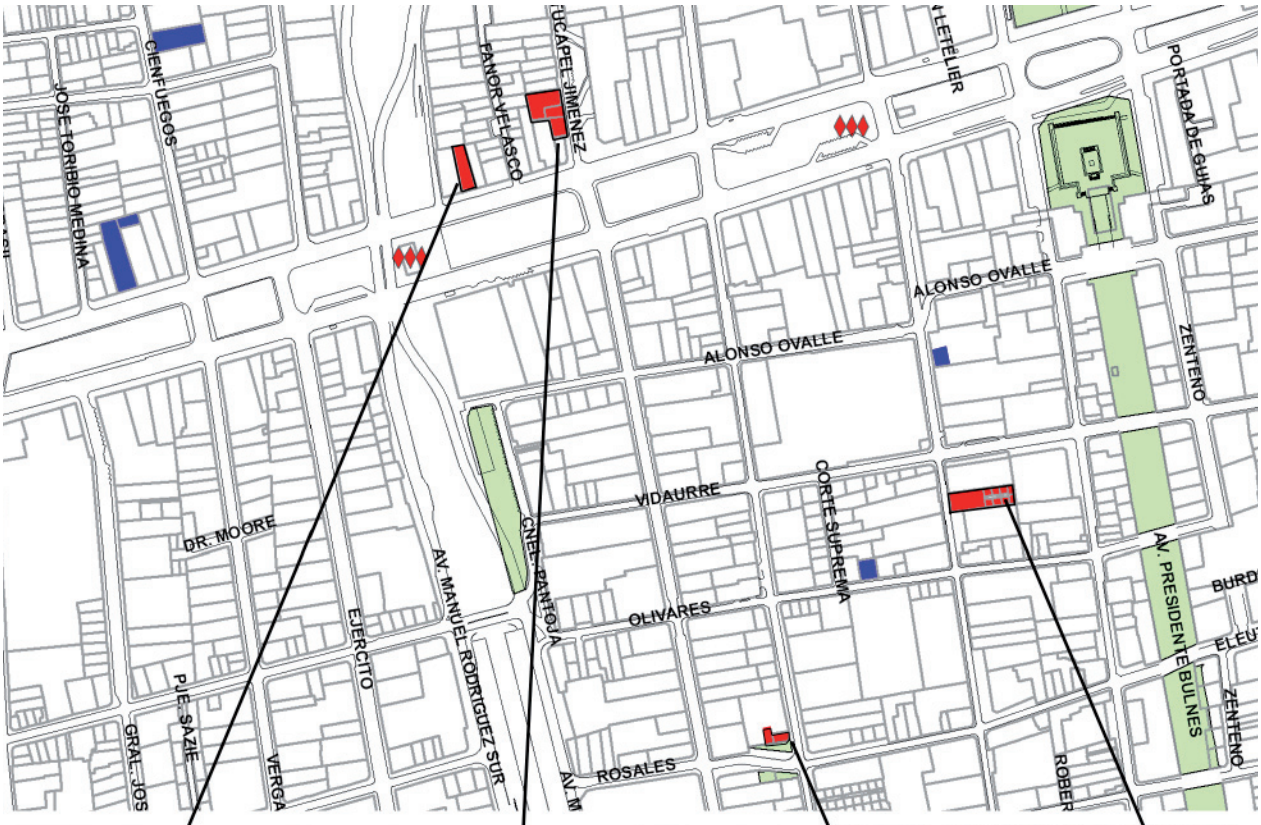 CIENFUEGOS
JOSE TORIBIO MEDINA
FANOR VELASCO
TUCAPEL JIMENEZ
N LETELIER
PORTADA DE GUIAS
ALONSO OVALLE
ALONSO OVALLE
ZENTENO
VIDAURRE
CORTE SUPREMA
DR. MOORE
CNEL. PANTOJA
AV. MANUEL RODRIGUEZ SUR
EJERCITO
OLIVARES
AV. PRESIDENTE BULNES
BURD
ELEU
ZENTENO
PJE. SAZIE
GRAL. JOS
VERGA
ROSALES
AV. M
ROBER